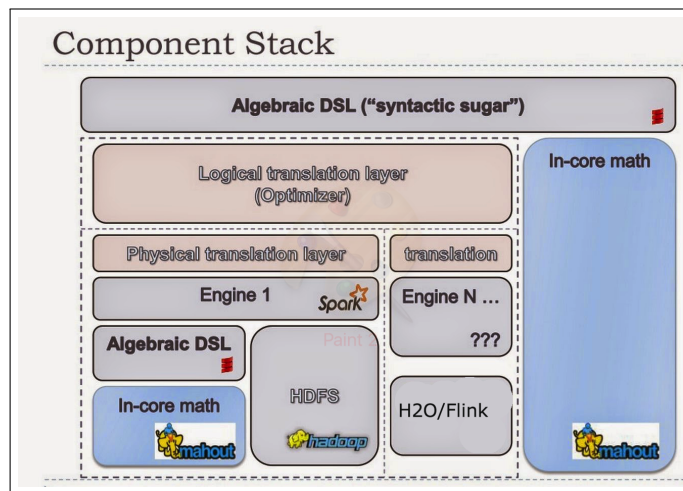 Component Stack
Algebraic DSL (“syntactic sugar”)
Logical translation layer
(Optimizer)
In-core math
Physical translation layer
translation
Engine 1
Spark
Engine N ...
???
Algebraic DSL
Paint
HDFS
In-core math
H2O/Flink
mahout
hadoop
mahout